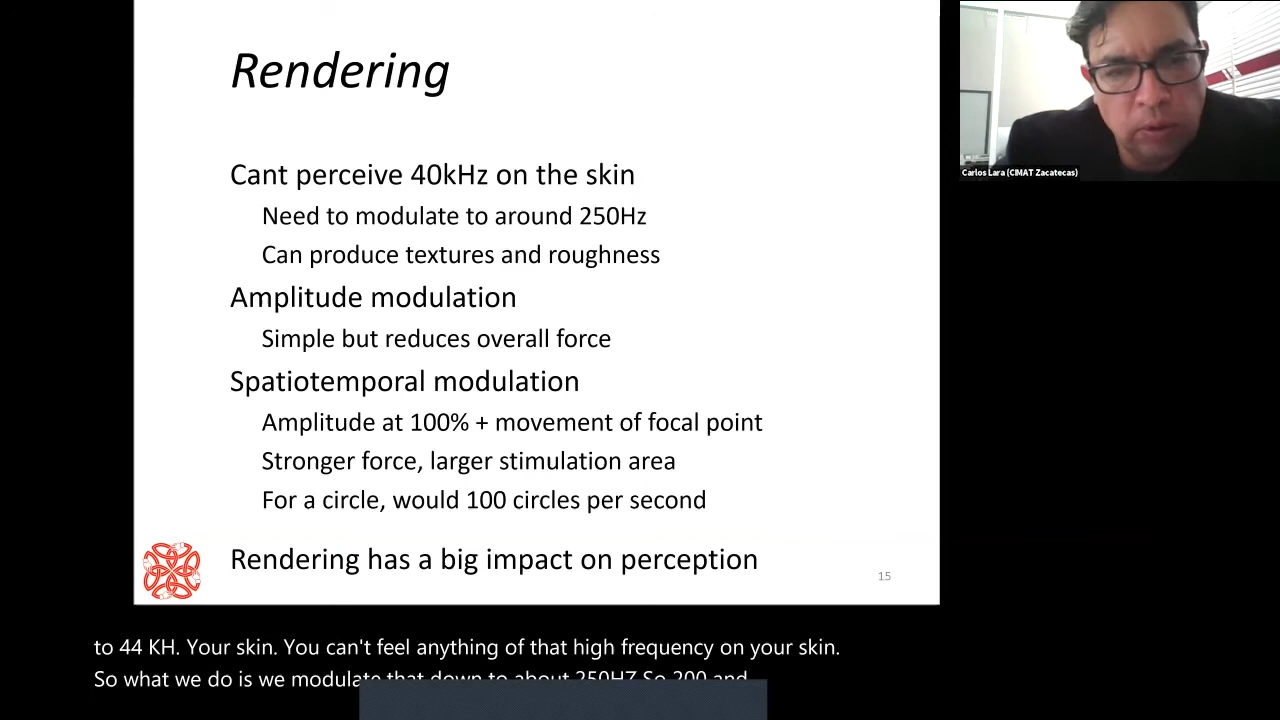 Rendering
Cant perceive 40kHz on the skin
Need to modulate to around 250Hz
Can produce textures and roughness
Amplitude modulation
Simple but reduces overall force
Spatiotemporal modulation
Amplitude at 100% + movement of focal point
Stronger force, larger stimulation area
For a circle, would 100 circles per second
Rendering has a big impact on perception
15
Carlos Lara (CIMAT Zacatecas)
to 44 KH. Your skin. You can't feel anything of that high frequency on your skin.
So what we do is we modulate that down to about 250HZ So 200 and